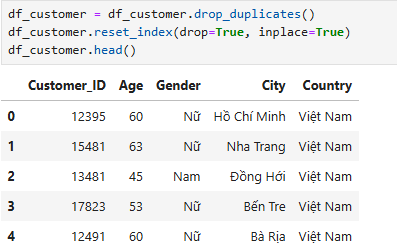 df_customer = df_customer.drop_duplicates()
df_customer.reset_index(drop=True, inplace=True)
df_customer.head()
Customer_ID Age Gender City Country
0 12395 60 Nữ Hồ Chí Minh Việt Nam
1 15481 63 Nữ Nha Trang Việt Nam
2 13481 45 Nam Đồng Hới Việt Nam
3 17823 53 Nữ Bến Tre Việt Nam
4 12491 60 Nữ Bà Rịa Việt Nam